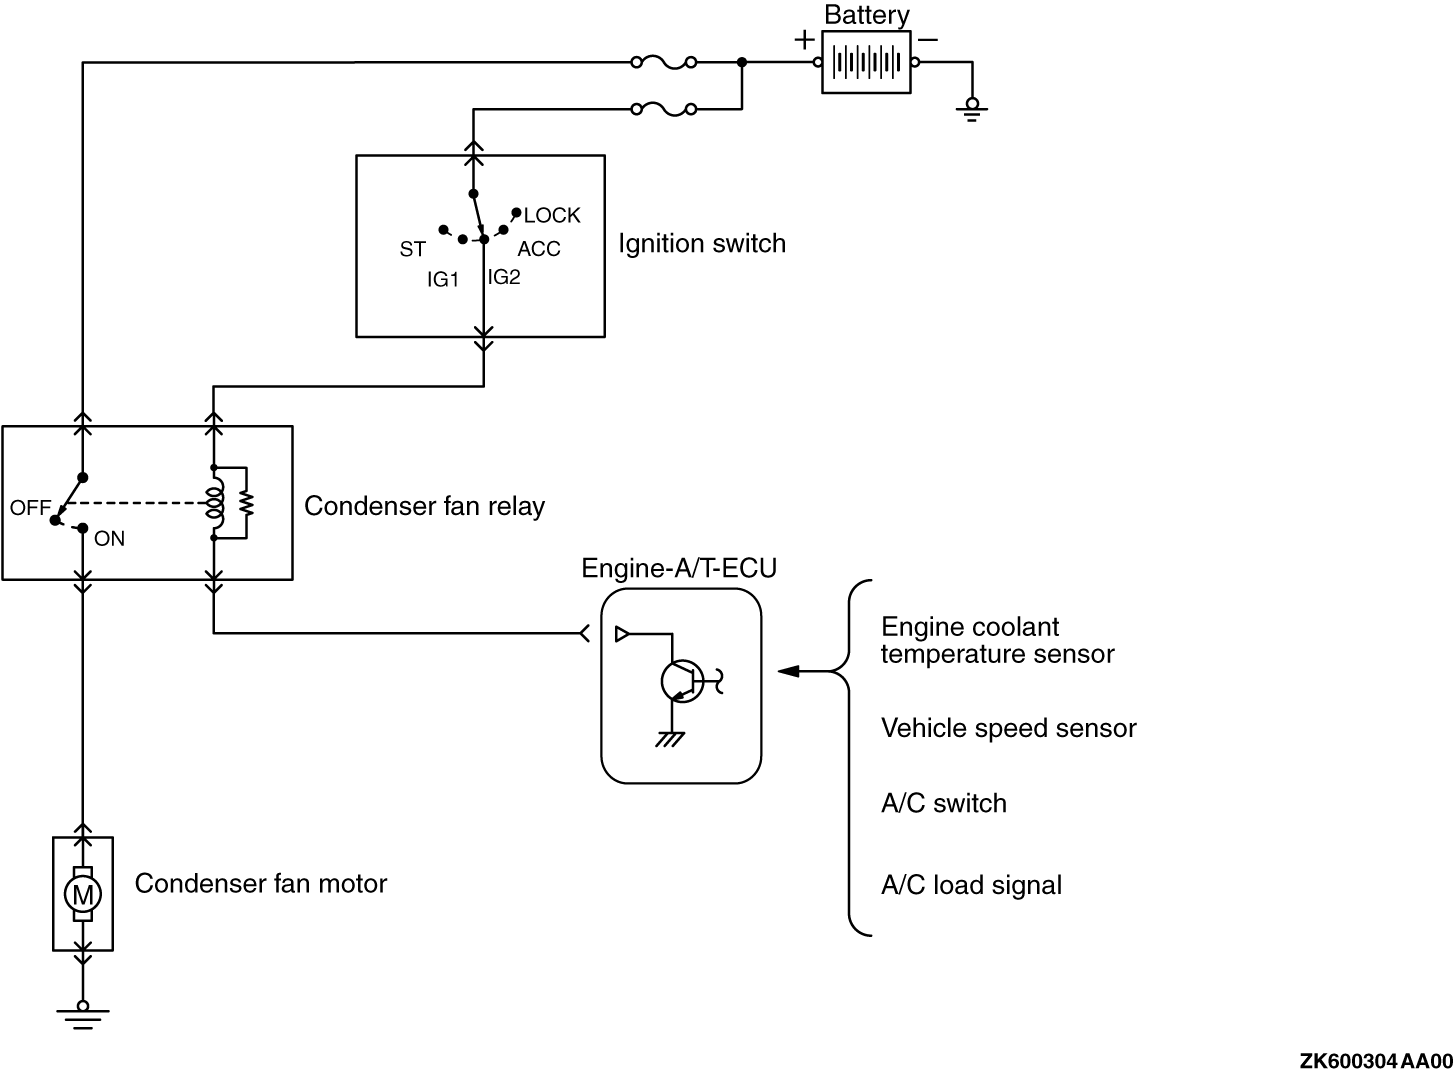 Battery
+ −
LOCK
ST
ACC
IG1
IG2
Ignition switch
OFF
ON
Condenser fan relay
Engine-A/T-ECU
Engine coolant
temperature sensor
Vehicle speed sensor
A/C switch
A/C load signal
M
Condenser fan motor
ZK600304AA00